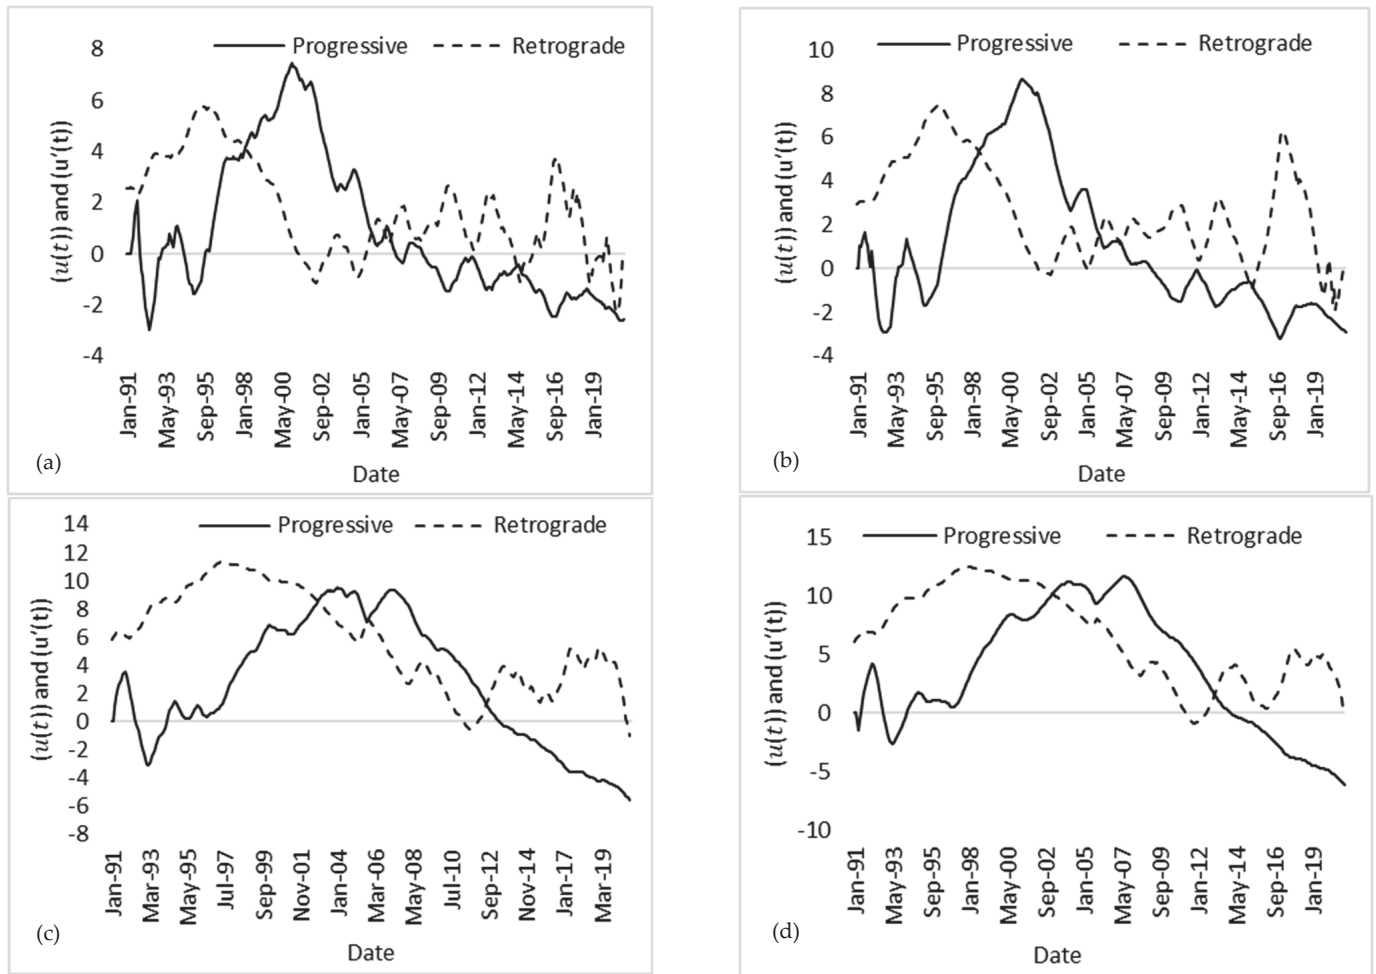 Progressive Retrograde
8
6
4
2
0
-2
-4
(u(t)) and (u'(t))
Jan-91
May-93
Sep-95
Jan-98
May-00
Sep-02
Jan-05
May-07
Sep-09
Jan-12
May-14
Sep-16
Jan-19
Date
(a)
Progressive Retrograde
10
8
6
4
2
0
-2
-4
(u(t)) and (u'(t))
Jan-91
May-93
Sep-95
Jan-98
May-00
Sep-02
Jan-05
May-07
Sep-09
Jan-12
May-14
Sep-16
Jan-19
Date
(b)
Progressive Retrograde
14
12
10
8
6
4
2
0
-2
-4
-6
-8
(u(t)) and (u'(t))
Jan-91
Mar-93
May-95
Jul-97
Sep-99
Nov-01
Jan-04
Mar-06
May-08
Jul-10
Sep-12
Nov-14
Jan-17
Mar-19
Date
(c)
Progressive Retrograde
15
10
5
0
-5
-10
(u(t)) and (u'(t))
Jan-91
May-93
Sep-95
Jan-98
May-00
Sep-02
Jan-05
May-07
Sep-09
Jan-12
May-14
Sep-16
Jan-19
Date
(d)